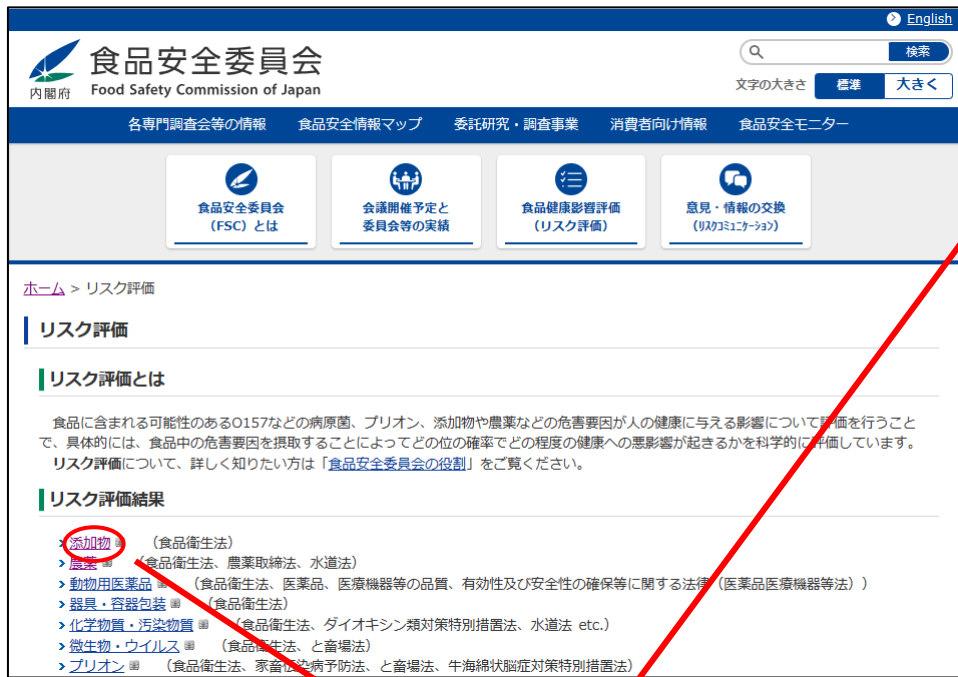 English
食品安全委員会
内閣府 Food Safety Commission of Japan
検索
文字の大きさ 標準 大きく
各専門調査会等の情報 食品安全情報マップ 委託研究・調査事業 消費者向け情報 食品安全モニター
食品安全委員会
(FSC)とは
会議開催予定と
委員会等の実績
食品健康影響評価
(リスク評価)
意見・情報の交換
(リスクコミュニケーション)
ホーム > リスク評価
リスク評価
リスク評価とは
食品に含まれる可能性のあるO157などの病原菌、プリオン、添加物や農薬などの危害要因が人の健康に与える影響について評価を行うこと
で、具体的には、食品中の危害要因を摂取することによってどの位の確率でどの程度の健康への悪影響が起きるかを科学的に評価しています。
リスク評価について、詳しく知りたい方は「食品安全委員会の役割」をご覧ください。
リスク評価結果
添加物 (食品衛生法)
農薬 (食品衛生法、農薬取締法、水道法)
動物用医薬品 (食品衛生法、医薬品、医療機器等の品質、有効性及び安全性の確保等に関する法律(医薬品医療機器等法))
器具・容器包装 (食品衛生法)
化学物質・汚染物質 (食品衛生法、ダイオキシン類対策特別措置法、水道法 etc.)
微生物・ウイルス (食品衛生法、と畜場法)
プリオン (食品衛生法、家畜伝染病予防法、と畜場法、牛海綿状脳症対策特別措置法)